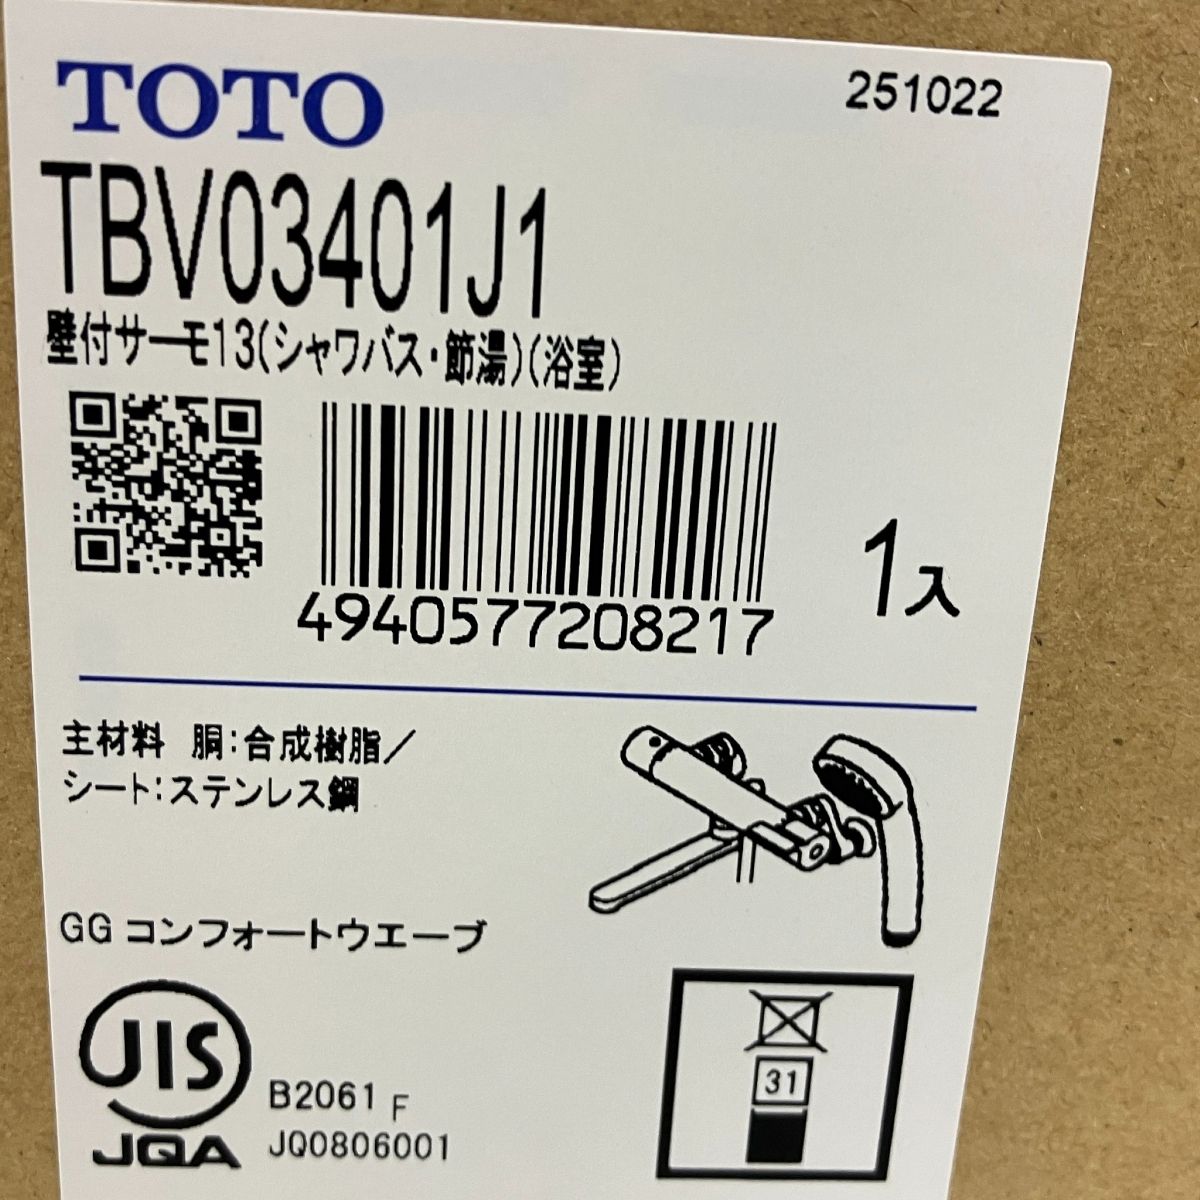 TOTO
251022
TBV03401J1
壁付サーモ13(シャワバス・節湯)(浴室)
4940577208217
1入
主材料 胴:合成樹脂/
シート:ステンレス鋼
GG コンフォートウエーブ
JIS
B2061 F
JQA
JQ0806001
31